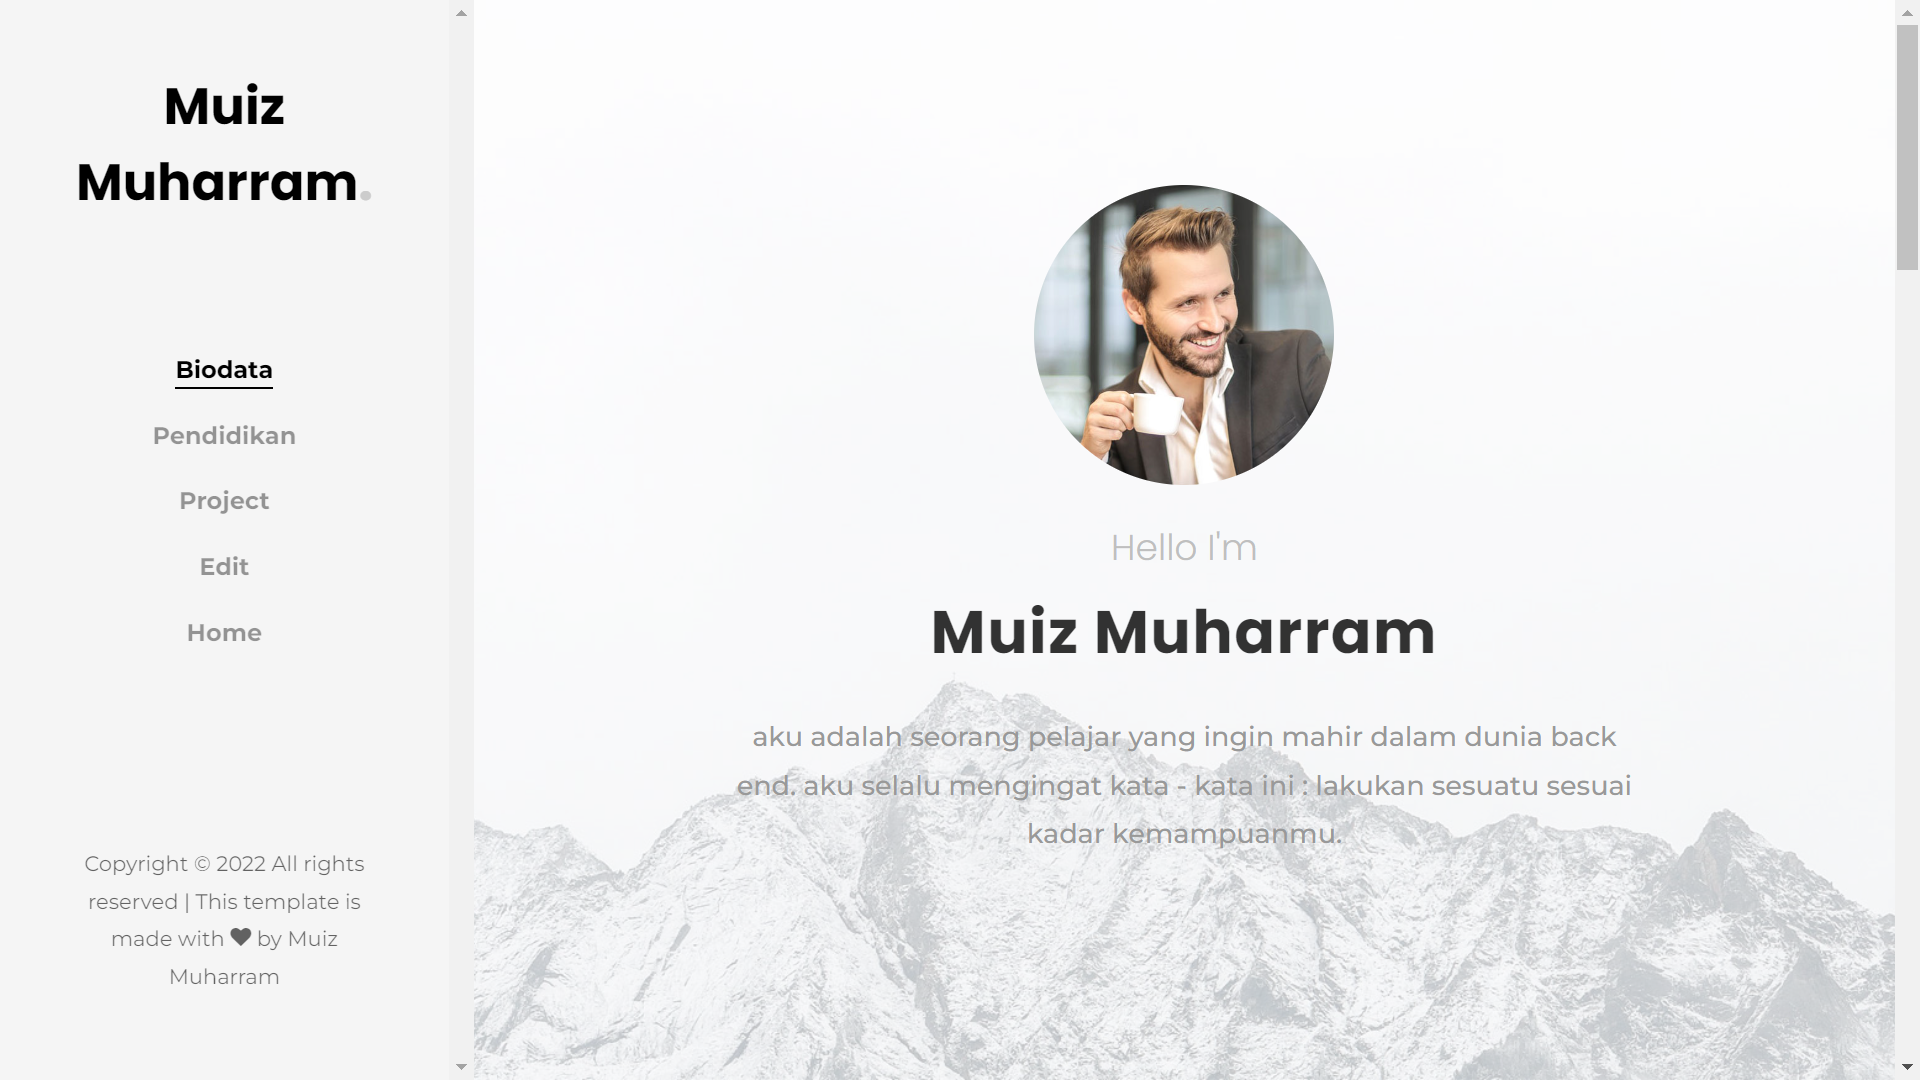 Muiz
Muharram.
Biodata
Pendidikan
Project
Edit
Home
Copyright © 2022 All rights
reserved | This template is
made with ♥ by Muiz
Muharram
Hello I'm
Muiz Muharram
aku adalah seorang pelajar yang ingin mahir dalam dunia back
end. aku selalu mengingat kata - kata ini : lakukan sesuatu sesuai
kadar kemampuanmu.